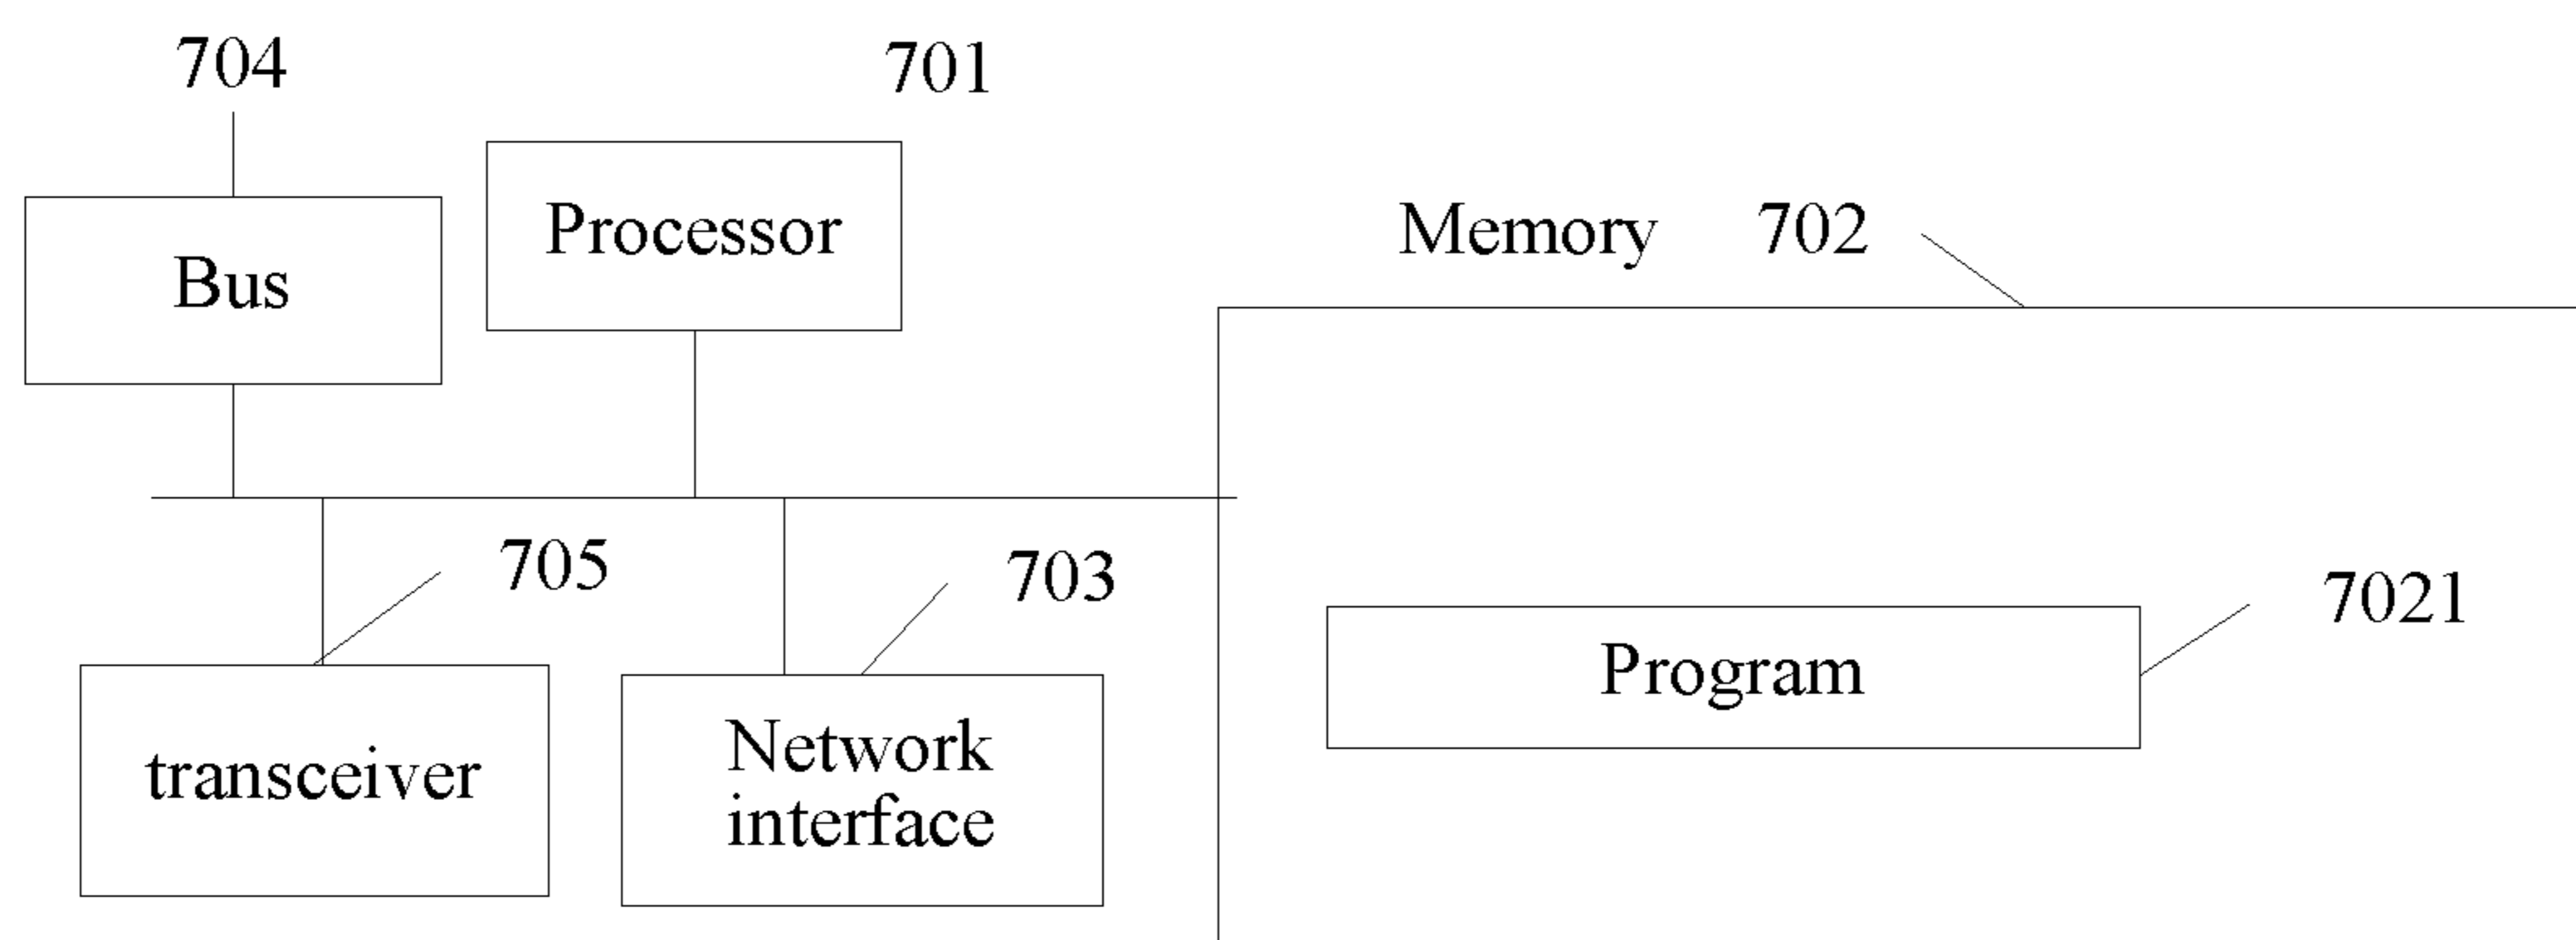 704
701
Bus
Processor
Memory 702
705
703
7021
transceiver
Network
interface
Program